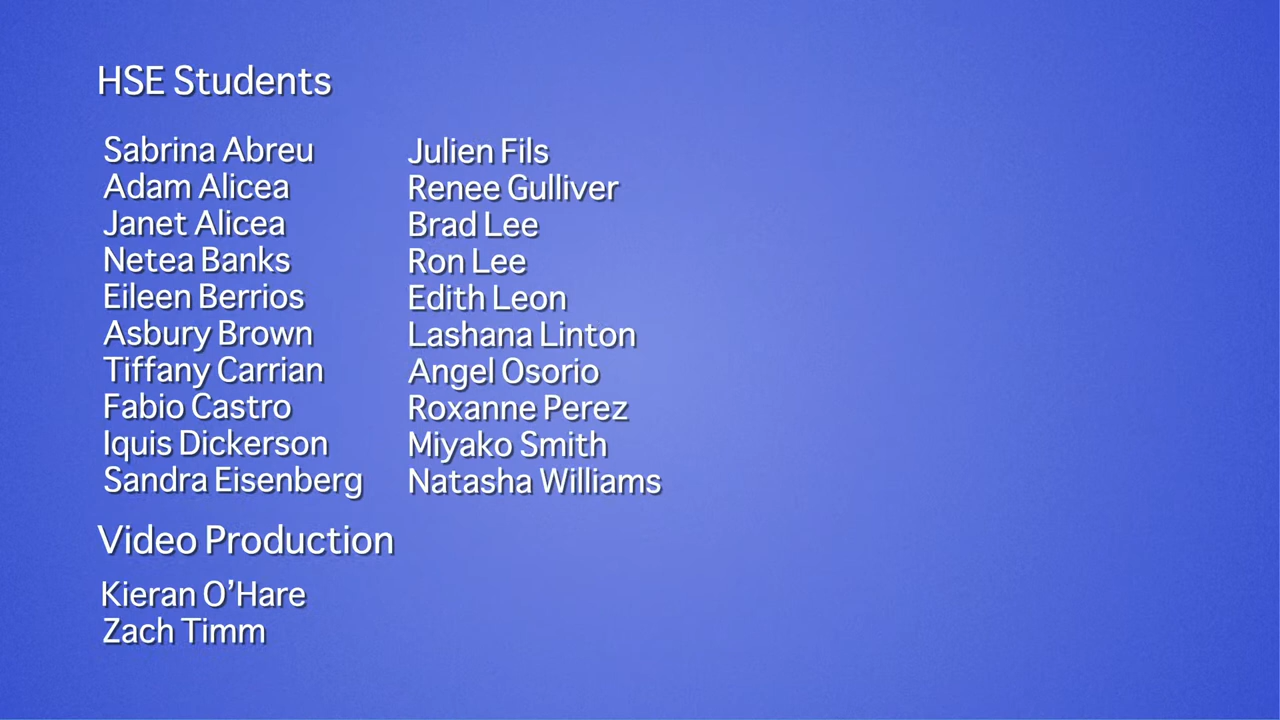 HSE Students
Sabrina Abreu
Adam Alicea
Janet Alicea
Netea Banks
Eileen Berrios
Asbury Brown
Tiffany Carrian
Fabio Castro
Iquis Dickerson
Sandra Eisenberg
Julien Fils
Renee Gulliver
Brad Lee
Ron Lee
Edith Leon
Lashana Linton
Angel Osorio
Roxanne Perez
Miyako Smith
Natasha Williams
Video Production
Kieran O’Hare
Zach Timm